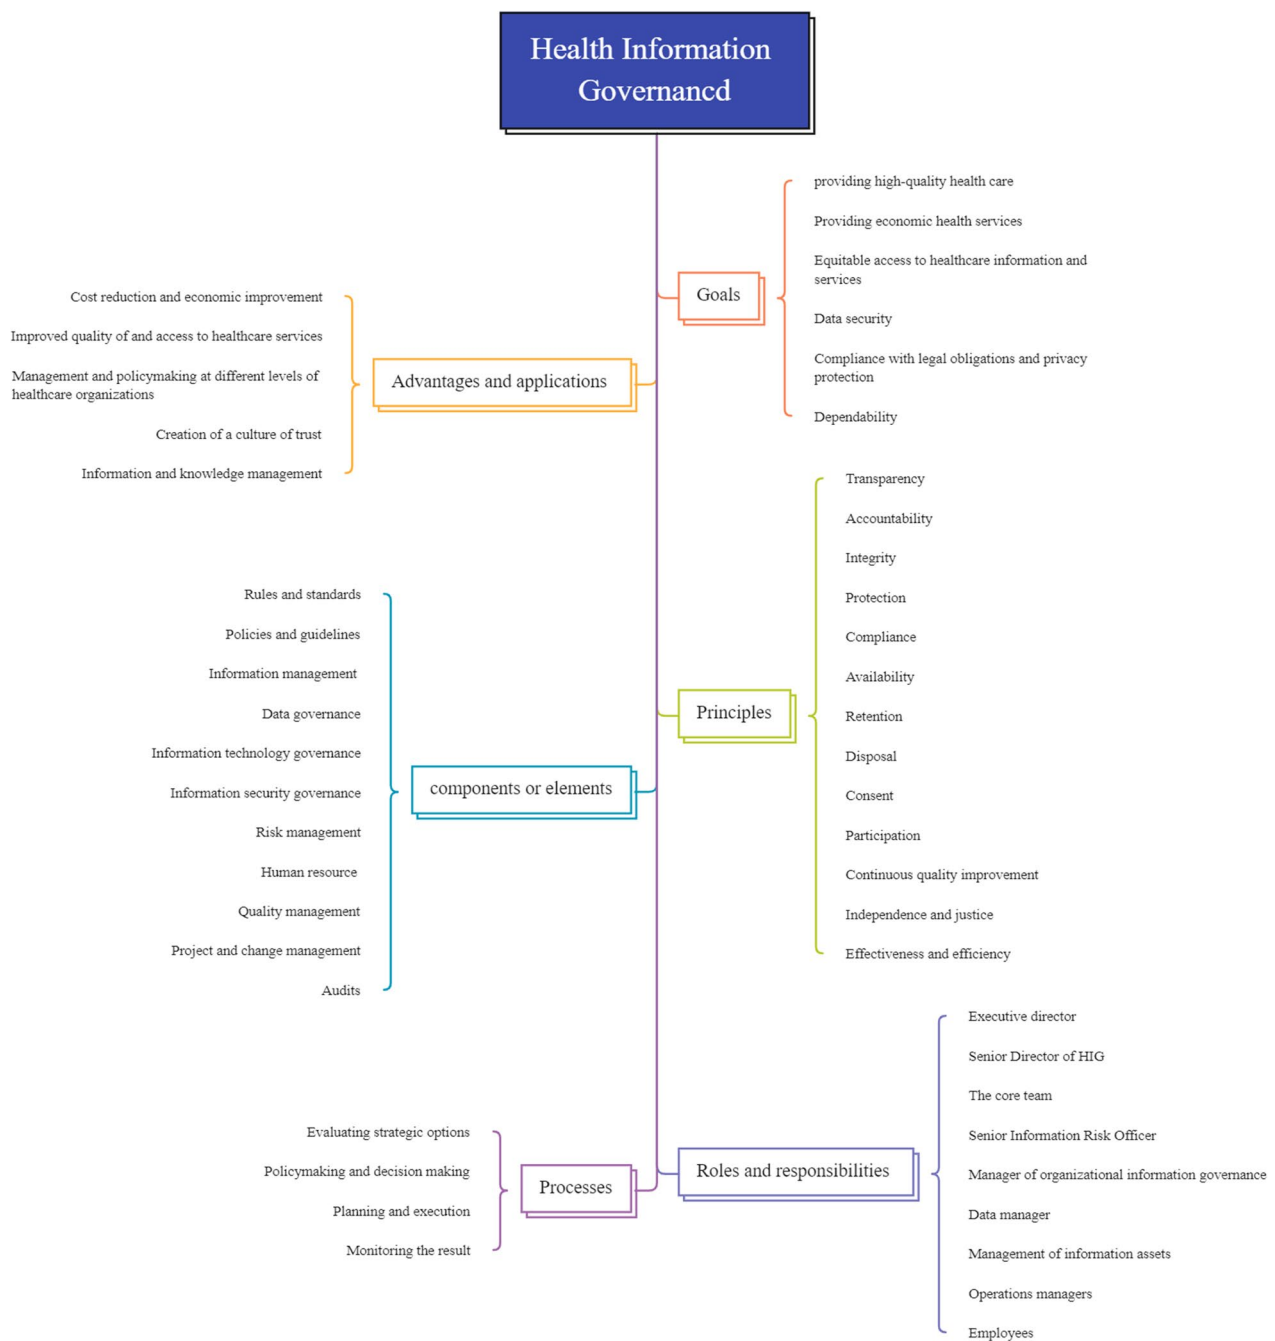 Health Information
Governancd
Goals
providing high-quality health care
Providing economic health services
Equitable access to healthcare information and
services
Data security
Compliance with legal obligations and privacy
protection
Dependability
Advantages and applications
Cost reduction and economic improvement
Improved quality of and access to healthcare services
Management and policymaking at different levels of
healthcare organizations
Creation of a culture of trust
Information and knowledge management
Principles
Transparency
Accountability
Integrity
Protection
Compliance
Availability
Retention
Disposal
Consent
Participation
Continuous quality improvement
Independence and justice
Effectiveness and efficiency
components or elements
Rules and standards
Policies and guidelines
Information management
Data governance
Information technology governance
Information security governance
Risk management
Human resource
Quality management
Project and change management
Audits
Roles and responsibilities
Executive director
Senior Director of HIG
The core team
Senior Information Risk Officer
Manager of organizational information governance
Data manager
Management of information assets
Operations managers
Employees
Processes
Evaluating strategic options
Policymaking and decision making
Planning and execution
Monitoring the result